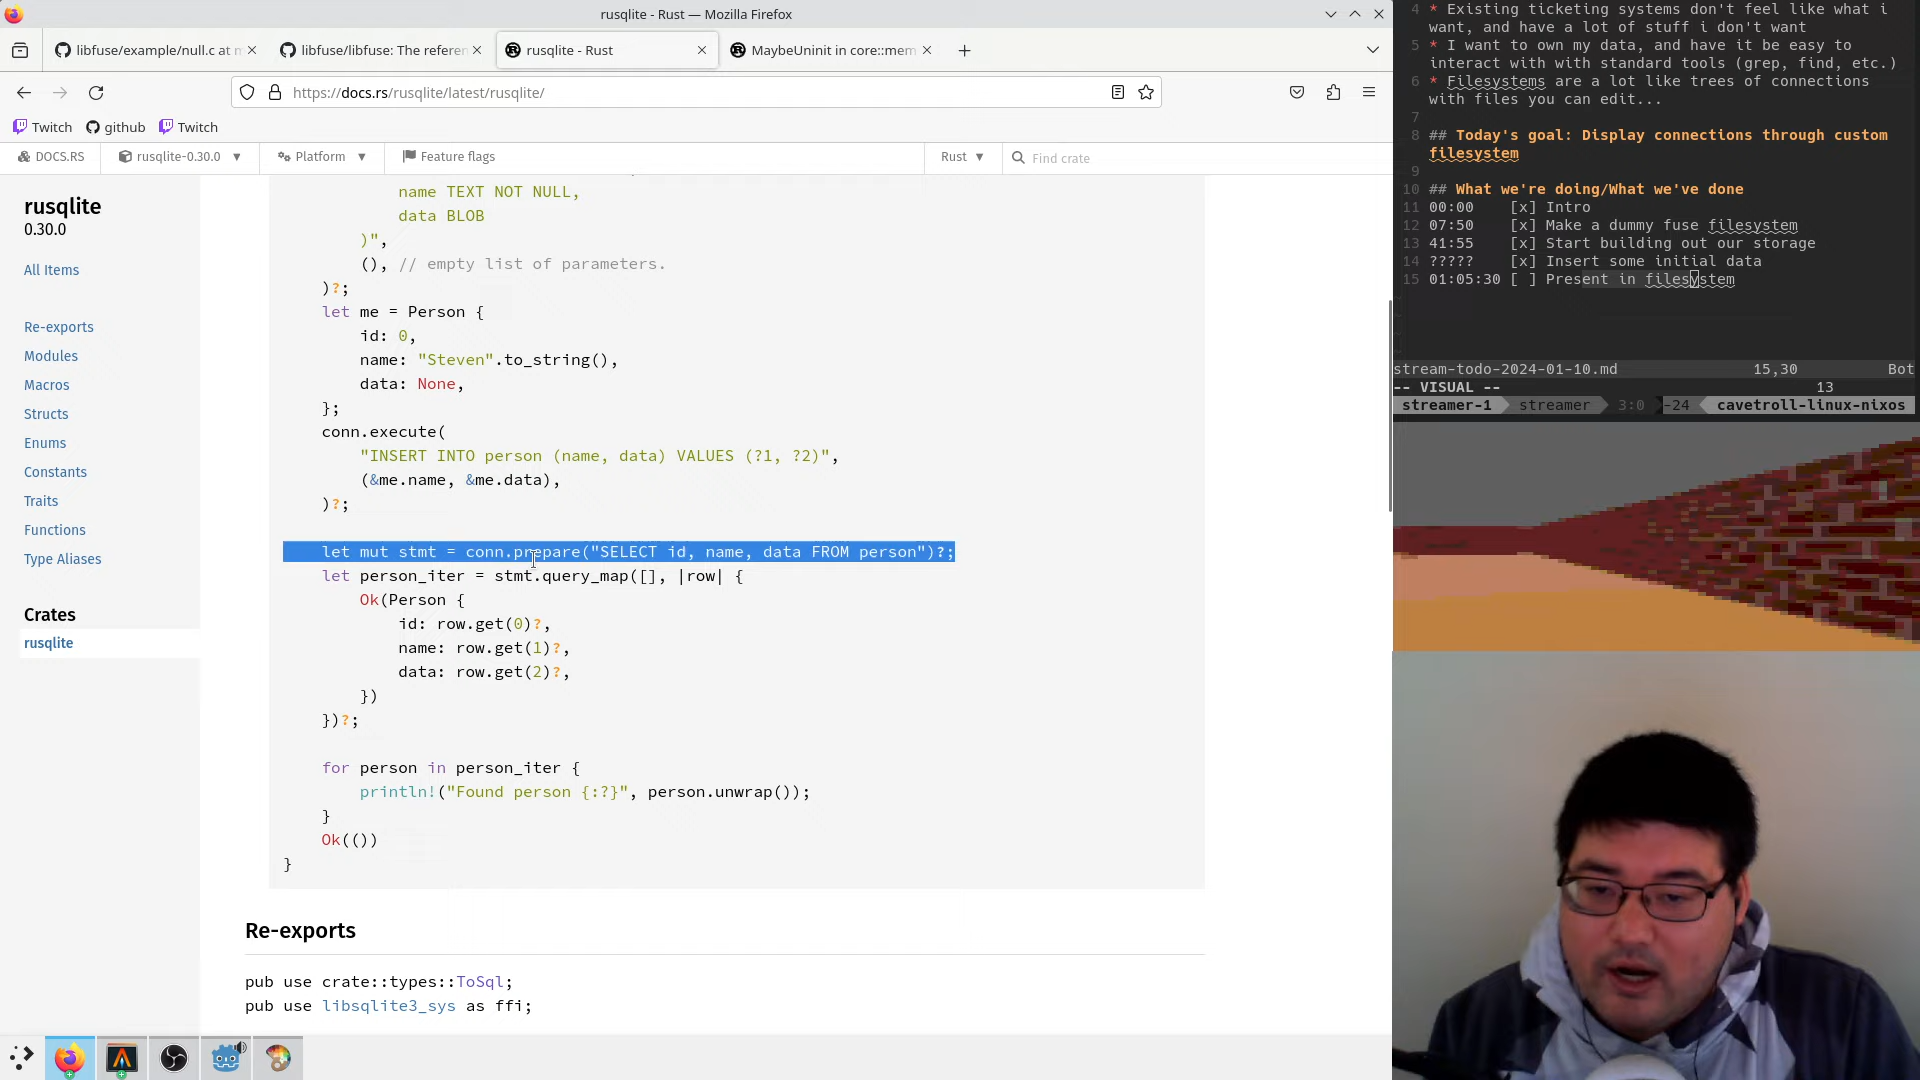 rusqlite - Rust — Mozilla Firefox
libfuse/example/null.c at m
libfuse/libfuse: The referen
rusqlite - Rust
MaybeUninit in core::mem
https://docs.rs/rusqlite/latest/rusqlite/
Twitch
github
Twitch
DOCS.RS
rusqlite-0.30.0
Platform
Feature flags
Rust
Find crate
rusqlite
0.30.0
All Items
Re-exports
Modules
Macros
Structs
Enums
Constants
Traits
Functions
Type Aliases
Crates
rusqlite
name TEXT NOT NULL,
data BLOB
)",
(), // empty list of parameters.
)?;
let me = Person {
id: 0,
name: "Steven".to_string(),
data: None,
};
conn.execute(
"INSERT INTO person (name, data) VALUES (?1, ?2)",
(&me.name, &me.data),
)?;
let mut stmt = conn.prepare("SELECT id, name, data FROM person")?;
let person_iter = stmt.query_map([], |row| {
Ok(Person {
id: row.get(0)?,
name: row.get(1)?,
data: row.get(2)?,
})
})?;
for person in person_iter {
println!("Found person {:?}", person.unwrap());
}
Ok(())
}
Re-exports
pub use crate::types::ToSql;
pub use libsqlite3_sys as ffi;
4 * Existing ticketing systems don't feel like what i
want, and have a lot of stuff i don't want
5 * I want to own my data, and have it be easy to
interact with with standard tools (grep, find, etc.)
6 * Filesystems are a lot like trees of connections
with files you can edit...
7
8 ## Today's goal: Display connections through custom
filesystem
9
10 ## What we're doing/What we've done
11 00:00 [x] Intro
12 07:50 [x] Make a dummy fuse filesystem
13 41:55 [x] Start building out our storage
14 ????? [x] Insert some initial data
15 01:05:30 [ ] Present in filesystem
stream-todo-2024-01-10.md 15,30 Bot
-- VISUAL -- 13
streamer-1 streamer 3:0 -24 cavetroll-linux-nixos